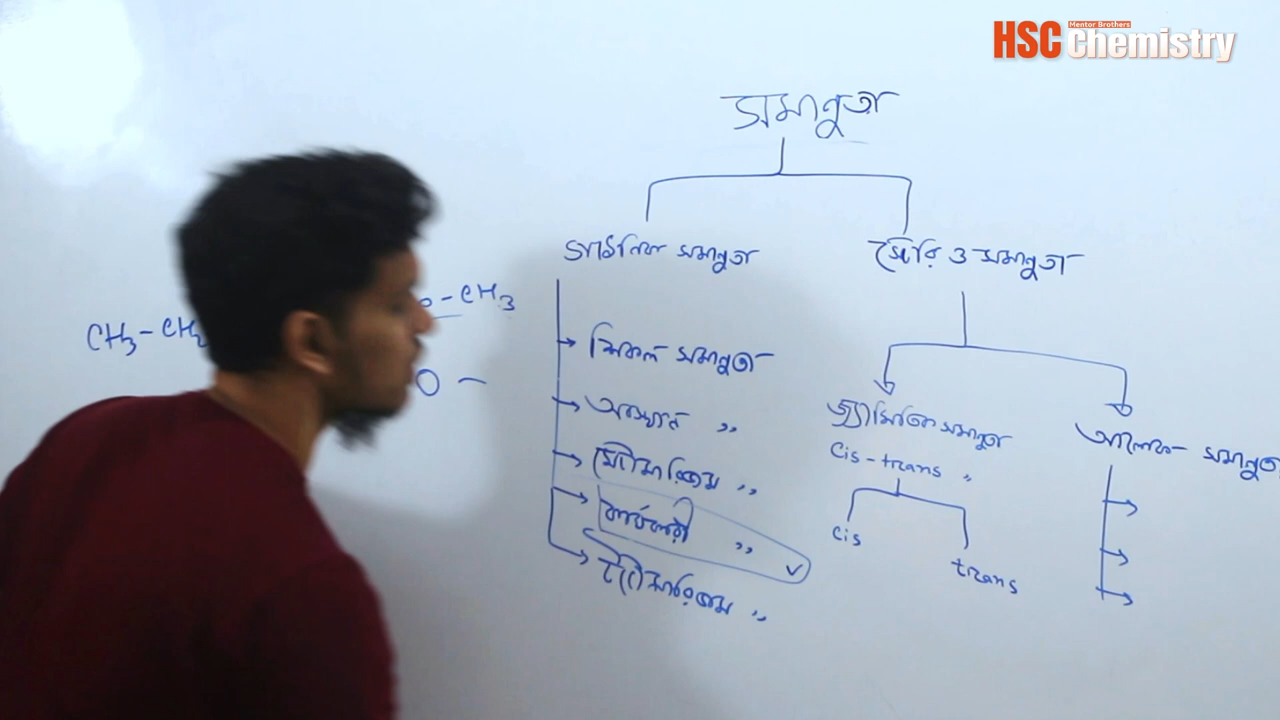 HSC Mentor Brothers Chemistry
সমানুতা
গাঠনিক সমানুতা
স্টেরিও সমানুতা
CH3-CH2
-CH3
O -
শিকল সমানুতা
অবস্থান "
মেটামারিজম "
কার্যকরী "
টটোমারিজম "
জ্যামিতিক সমানুতা
cis-trans "
cis
trans
আলোক সমানুতা